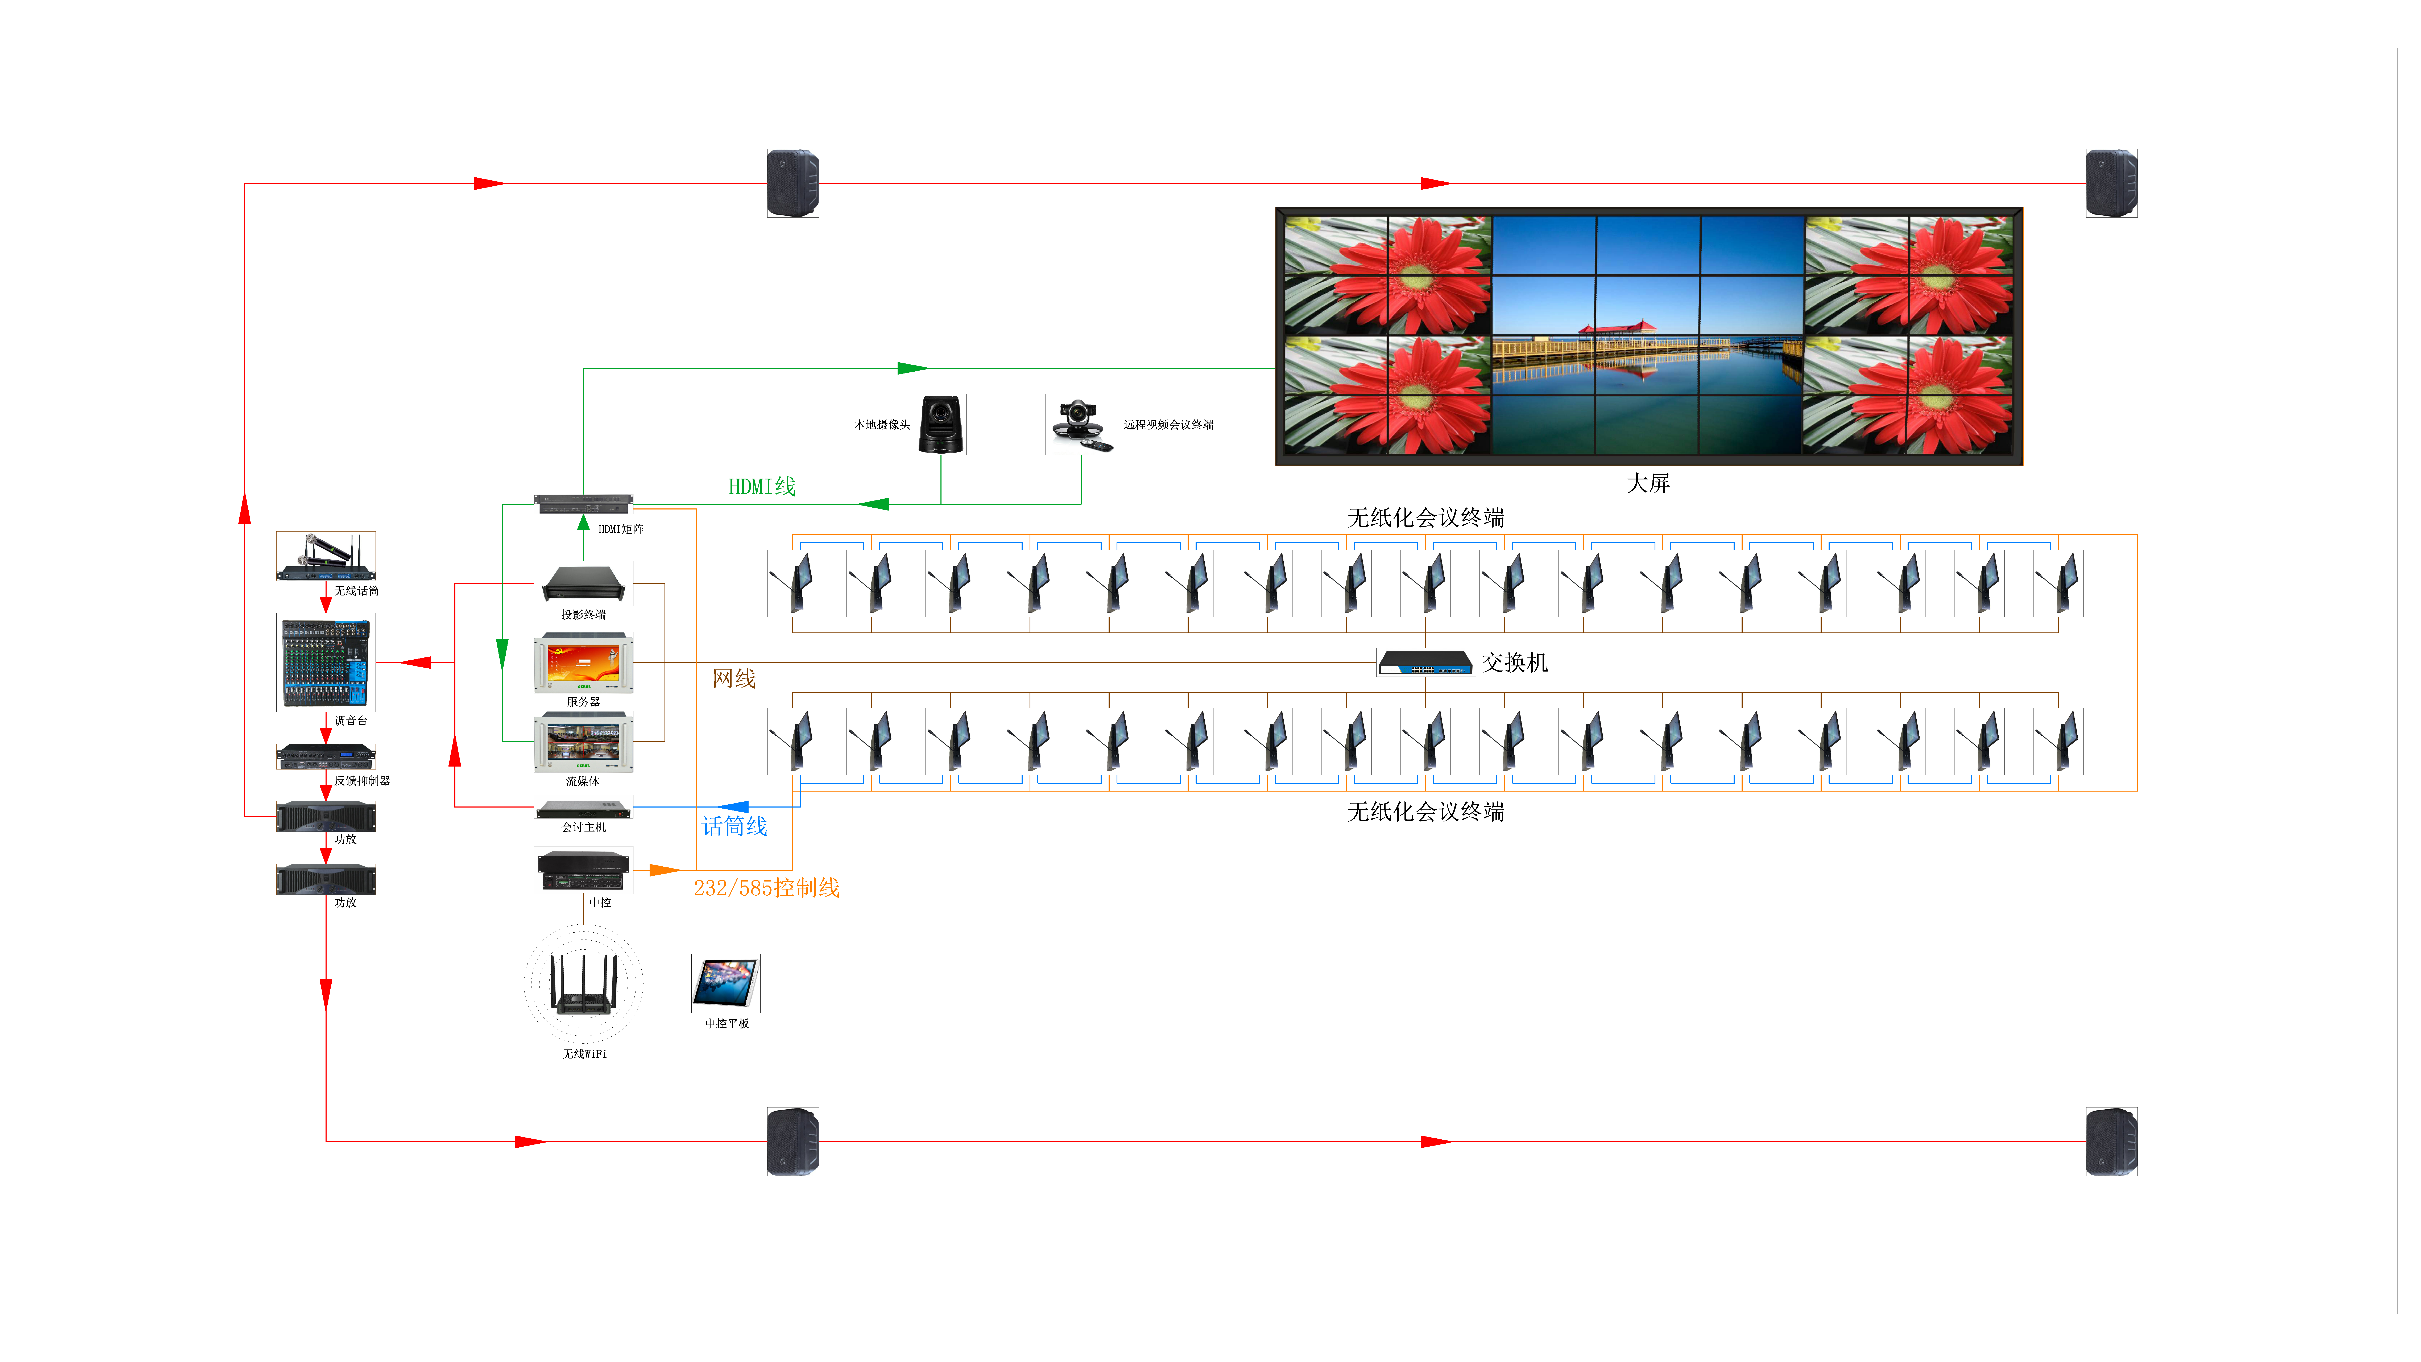 本地摄像头
远程视频会议终端
大屏
HDMI线
HDMI矩阵
无纸化会议终端
无线话筒
投影终端
网线
交换机
服务器
调音台
反馈抑制器
流媒体
无纸化会议终端
话筒线
会讨主机
功放
232/585控制线
功放
中控
中控平板
无线WiFi